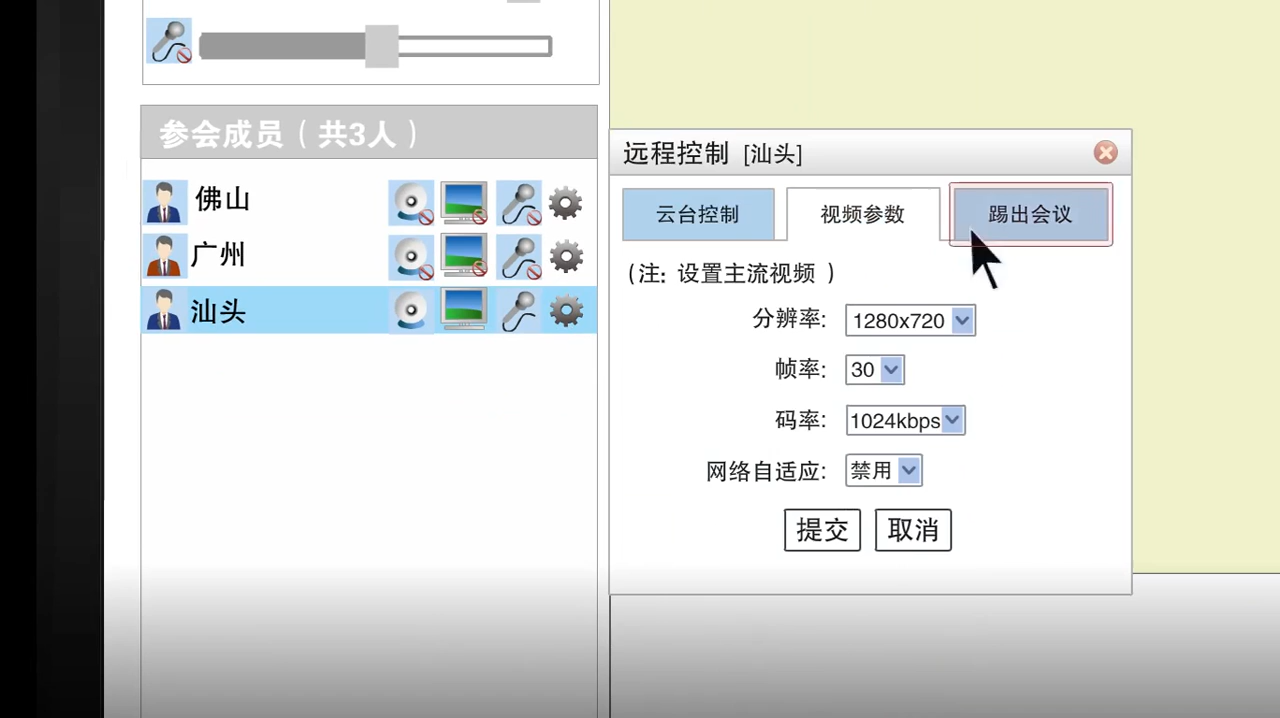 参会成员（共3人）
佛山
广州
汕头
远程控制 [汕头]
云台控制
视频参数
踢出会议
(注: 设置主流视频 )
分辨率: 1280x720
帧率: 30
码率: 1024kbps
网络自适应: 禁用
提交
取消